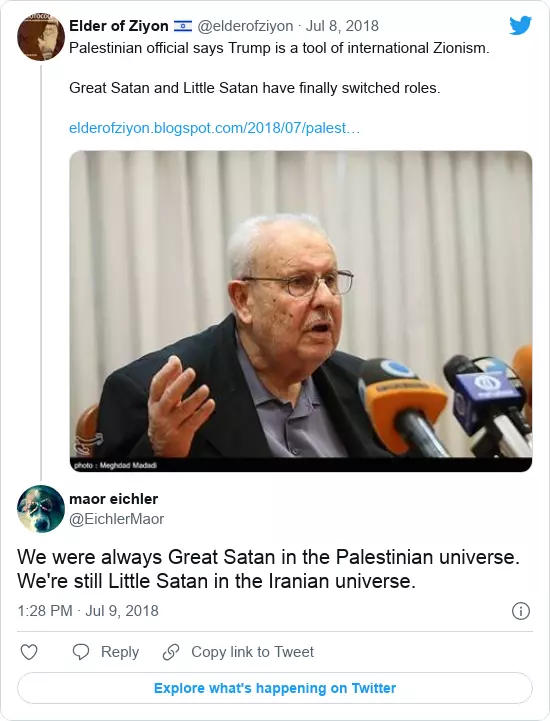 Elder of Ziyon 🇮🇱 @elderofziyon · Jul 8, 2018
Palestinian official says Trump is a tool of international Zionism.
Great Satan and Little Satan have finally switched roles.
elderofziyon.blogspot.com/2018/07/palest…
photo : Meghdad Madadi
maor eichler
@EichlerMaor
We were always Great Satan in the Palestinian universe.
We're still Little Satan in the Iranian universe.
1:28 PM · Jul 9, 2018
Reply
Copy link to Tweet
Explore what's happening on Twitter